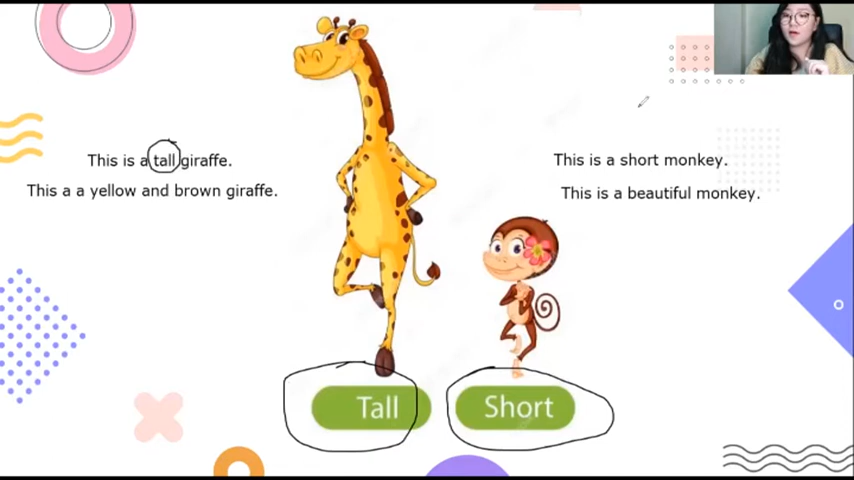 This is a tall giraffe.
This a a yellow and brown giraffe.
This is a short monkey.
This is a beautiful monkey.
Tall
Short